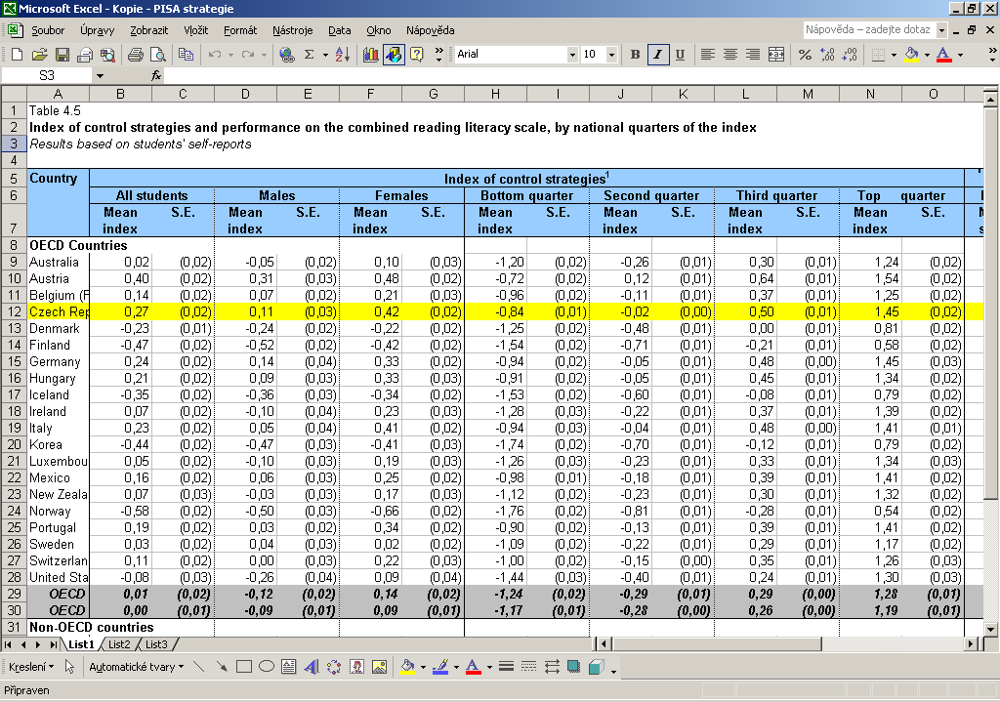 Microsoft Excel - Kopie - PISA strategie
Soubor Úpravy Zobrazit Vložit Formát Nástroje Data Okno Nápověda Nápověda – zadejte dotaz
Arial 10 B I U
S3 fx
A B C D E F G H I J K L M N O
1 Table 4.5
2 Index of control strategies and performance on the combined reading literacy scale, by national quarters of the index
3 Results based on students' self-reports
4
5 Country Index of control strategies1
6 All students Males Females Bottom quarter Second quarter Third quarter Top quarter
Mean S.E. Mean S.E. Mean S.E. Mean S.E. Mean S.E. Mean S.E. Mean S.E.
7 index index index index index index index
8 OECD Countries
9 Australia 0,02 (0,02) -0,05 (0,02) 0,10 (0,03) -1,20 (0,02) -0,26 (0,01) 0,30 (0,01) 1,24 (0,02)
10 Austria 0,40 (0,02) 0,31 (0,03) 0,48 (0,02) -0,72 (0,02) 0,12 (0,01) 0,64 (0,01) 1,54 (0,02)
11 Belgium (F 0,14 (0,02) 0,07 (0,02) 0,21 (0,03) -0,96 (0,02) -0,11 (0,01) 0,37 (0,01) 1,25 (0,02)
12 Czech Rep 0,27 (0,02) 0,11 (0,03) 0,42 (0,02) -0,84 (0,01) -0,02 (0,00) 0,50 (0,01) 1,45 (0,02)
13 Denmark -0,23 (0,01) -0,24 (0,02) -0,22 (0,02) -1,25 (0,02) -0,48 (0,01) 0,00 (0,01) 0,81 (0,02)
14 Finland -0,47 (0,02) -0,52 (0,02) -0,42 (0,02) -1,54 (0,02) -0,71 (0,01) -0,21 (0,01) 0,58 (0,02)
15 Germany 0,24 (0,02) 0,14 (0,04) 0,33 (0,02) -0,94 (0,02) -0,05 (0,01) 0,48 (0,00) 1,45 (0,03)
16 Hungary 0,21 (0,02) 0,09 (0,03) 0,33 (0,03) -0,91 (0,02) -0,05 (0,01) 0,45 (0,01) 1,34 (0,02)
17 Iceland -0,35 (0,02) -0,36 (0,03) -0,34 (0,02) -1,53 (0,02) -0,60 (0,01) -0,08 (0,01) 0,79 (0,02)
18 Ireland 0,07 (0,02) -0,10 (0,04) 0,23 (0,03) -1,28 (0,03) -0,22 (0,01) 0,37 (0,01) 1,39 (0,02)
19 Italy 0,23 (0,02) 0,05 (0,04) 0,41 (0,02) -0,94 (0,03) -0,04 (0,01) 0,48 (0,00) 1,41 (0,01)
20 Korea -0,44 (0,02) -0,47 (0,03) -0,41 (0,03) -1,74 (0,02) -0,70 (0,01) -0,12 (0,01) 0,79 (0,02)
21 Luxembou 0,05 (0,02) -0,10 (0,03) 0,19 (0,03) -1,26 (0,03) -0,23 (0,01) 0,33 (0,01) 1,34 (0,03)
22 Mexico 0,16 (0,02) 0,06 (0,03) 0,25 (0,02) -0,98 (0,01) -0,18 (0,01) 0,39 (0,01) 1,41 (0,02)
23 New Zeala 0,07 (0,03) -0,03 (0,03) 0,17 (0,03) -1,12 (0,02) -0,23 (0,01) 0,30 (0,01) 1,32 (0,02)
24 Norway -0,58 (0,02) -0,50 (0,03) -0,66 (0,02) -1,76 (0,02) -0,81 (0,01) -0,28 (0,01) 0,54 (0,02)
25 Portugal 0,19 (0,02) 0,03 (0,02) 0,34 (0,02) -0,90 (0,02) -0,13 (0,01) 0,39 (0,01) 1,41 (0,02)
26 Sweden 0,03 (0,02) 0,04 (0,03) 0,02 (0,02) -1,09 (0,02) -0,22 (0,01) 0,29 (0,01) 1,17 (0,02)
27 Switzerlan 0,11 (0,02) 0,00 (0,03) 0,22 (0,03) -1,00 (0,02) -0,15 (0,00) 0,35 (0,01) 1,26 (0,03)
28 United Sta -0,08 (0,03) -0,26 (0,04) 0,09 (0,04) -1,44 (0,03) -0,40 (0,01) 0,24 (0,01) 1,30 (0,03)
29 OECD 0,01 (0,02) -0,12 (0,02) 0,14 (0,02) -1,24 (0,02) -0,29 (0,01) 0,29 (0,00) 1,28 (0,01)
30 OECD 0,00 (0,01) -0,09 (0,01) 0,09 (0,01) -1,17 (0,01) -0,28 (0,00) 0,26 (0,00) 1,19 (0,01)
31 Non-OECD countries
List1 List2 List3
Kreslení Automatické tvary
Připraven